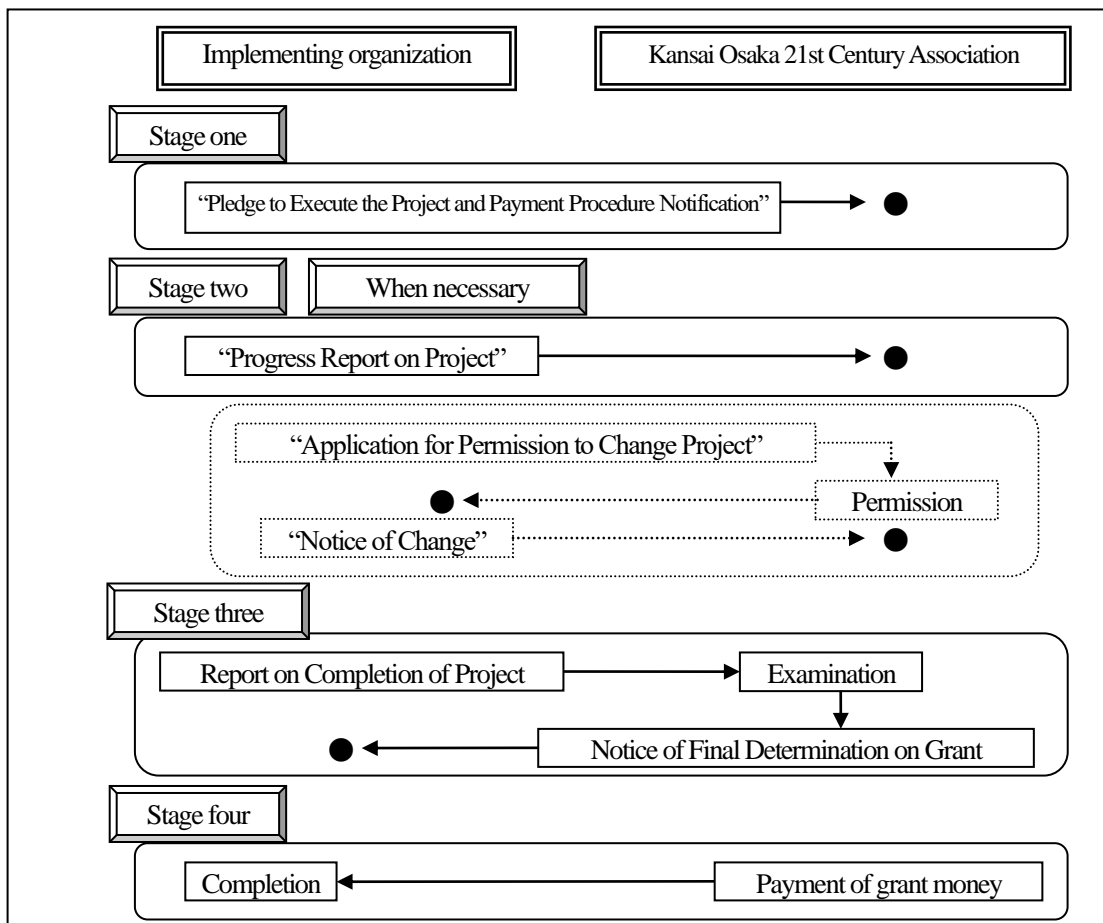 Implementing organization
Kansai Osaka 21st Century Association
Stage one
“Pledge to Execute the Project and Payment Procedure Notification”
Stage two
When necessary
“Progress Report on Project”
“Application for Permission to Change Project”
Permission
“Notice of Change”
Stage three
Report on Completion of Project
Examination
Notice of Final Determination on Grant
Stage four
Completion
Payment of grant money